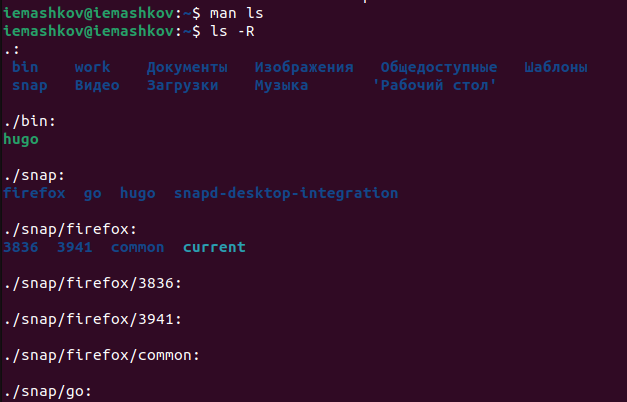 iemashkov@iemashkov:~$ man ls
iemashkov@iemashkov:~$ ls -R
.:
bin work Документы Изображения Общедоступные Шаблоны
snap Видео Загрузки Музыка 'Рабочий стол'
./bin:
hugo
./snap:
firefox go hugo snapd-desktop-integration
./snap/firefox:
3836 3941 common current
./snap/firefox/3836:
./snap/firefox/3941:
./snap/firefox/common:
./snap/go: